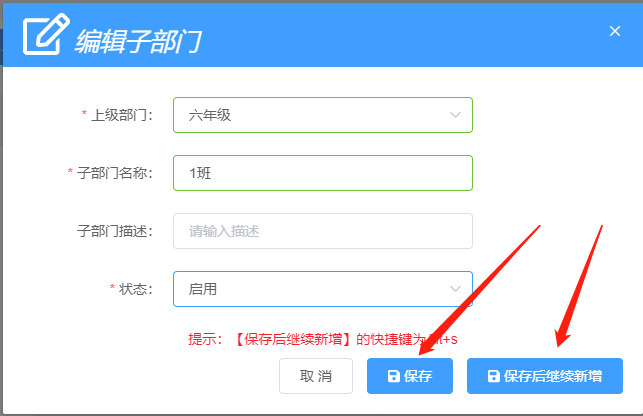 编辑子部门
* 上级部门： 六年级
* 子部门名称： 1班
子部门描述： 请输入描述
* 状态： 启用
提示：【保存后继续新增】的快捷键为 t+s
取 消 保存 保存后继续新增